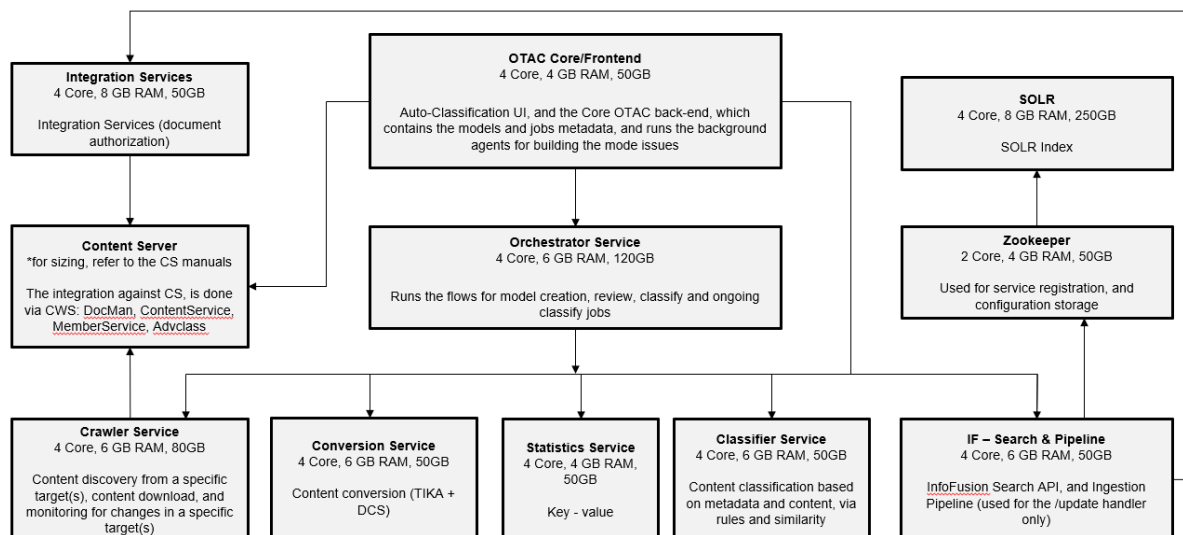 Integration Services
4 Core, 8 GB RAM, 50GB
Integration Services (document
authorization)
OTAC Core/Frontend
4 Core, 4 GB RAM, 50GB
Auto-Classification UI, and the Core OTAC back-end, which
contains the models and jobs metadata, and runs the background
agents for building the mode issues
SOLR
4 Core, 8 GB RAM, 250GB
SOLR Index
Content Server
*for sizing, refer to the CS manuals
The integration against CS, is done
via CWS: DocMan, ContentService,
MemberService, Advclass
Orchestrator Service
4 Core, 6 GB RAM, 120GB
Runs the flows for model creation, review, classify and ongoing
classify jobs
Zookeeper
2 Core, 4 GB RAM, 50GB
Used for service registration, and
configuration storage
Crawler Service
4 Core, 6 GB RAM, 80GB
Content discovery from a specific
target(s), content download, and
monitoring for changes in a specific
target(s)
Conversion Service
4 Core, 6 GB RAM, 50GB
Content conversion (TIKA +
DCS)
Statistics Service
4 Core, 4 GB RAM,
50GB
Key - value
Classifier Service
4 Core, 6 GB RAM, 50GB
Content classification based
on metadata and content, via
rules and similarity
IF – Search & Pipeline
4 Core, 6 GB RAM, 50GB
InfoFusion Search API, and Ingestion
Pipeline (used for the /update handler
only)